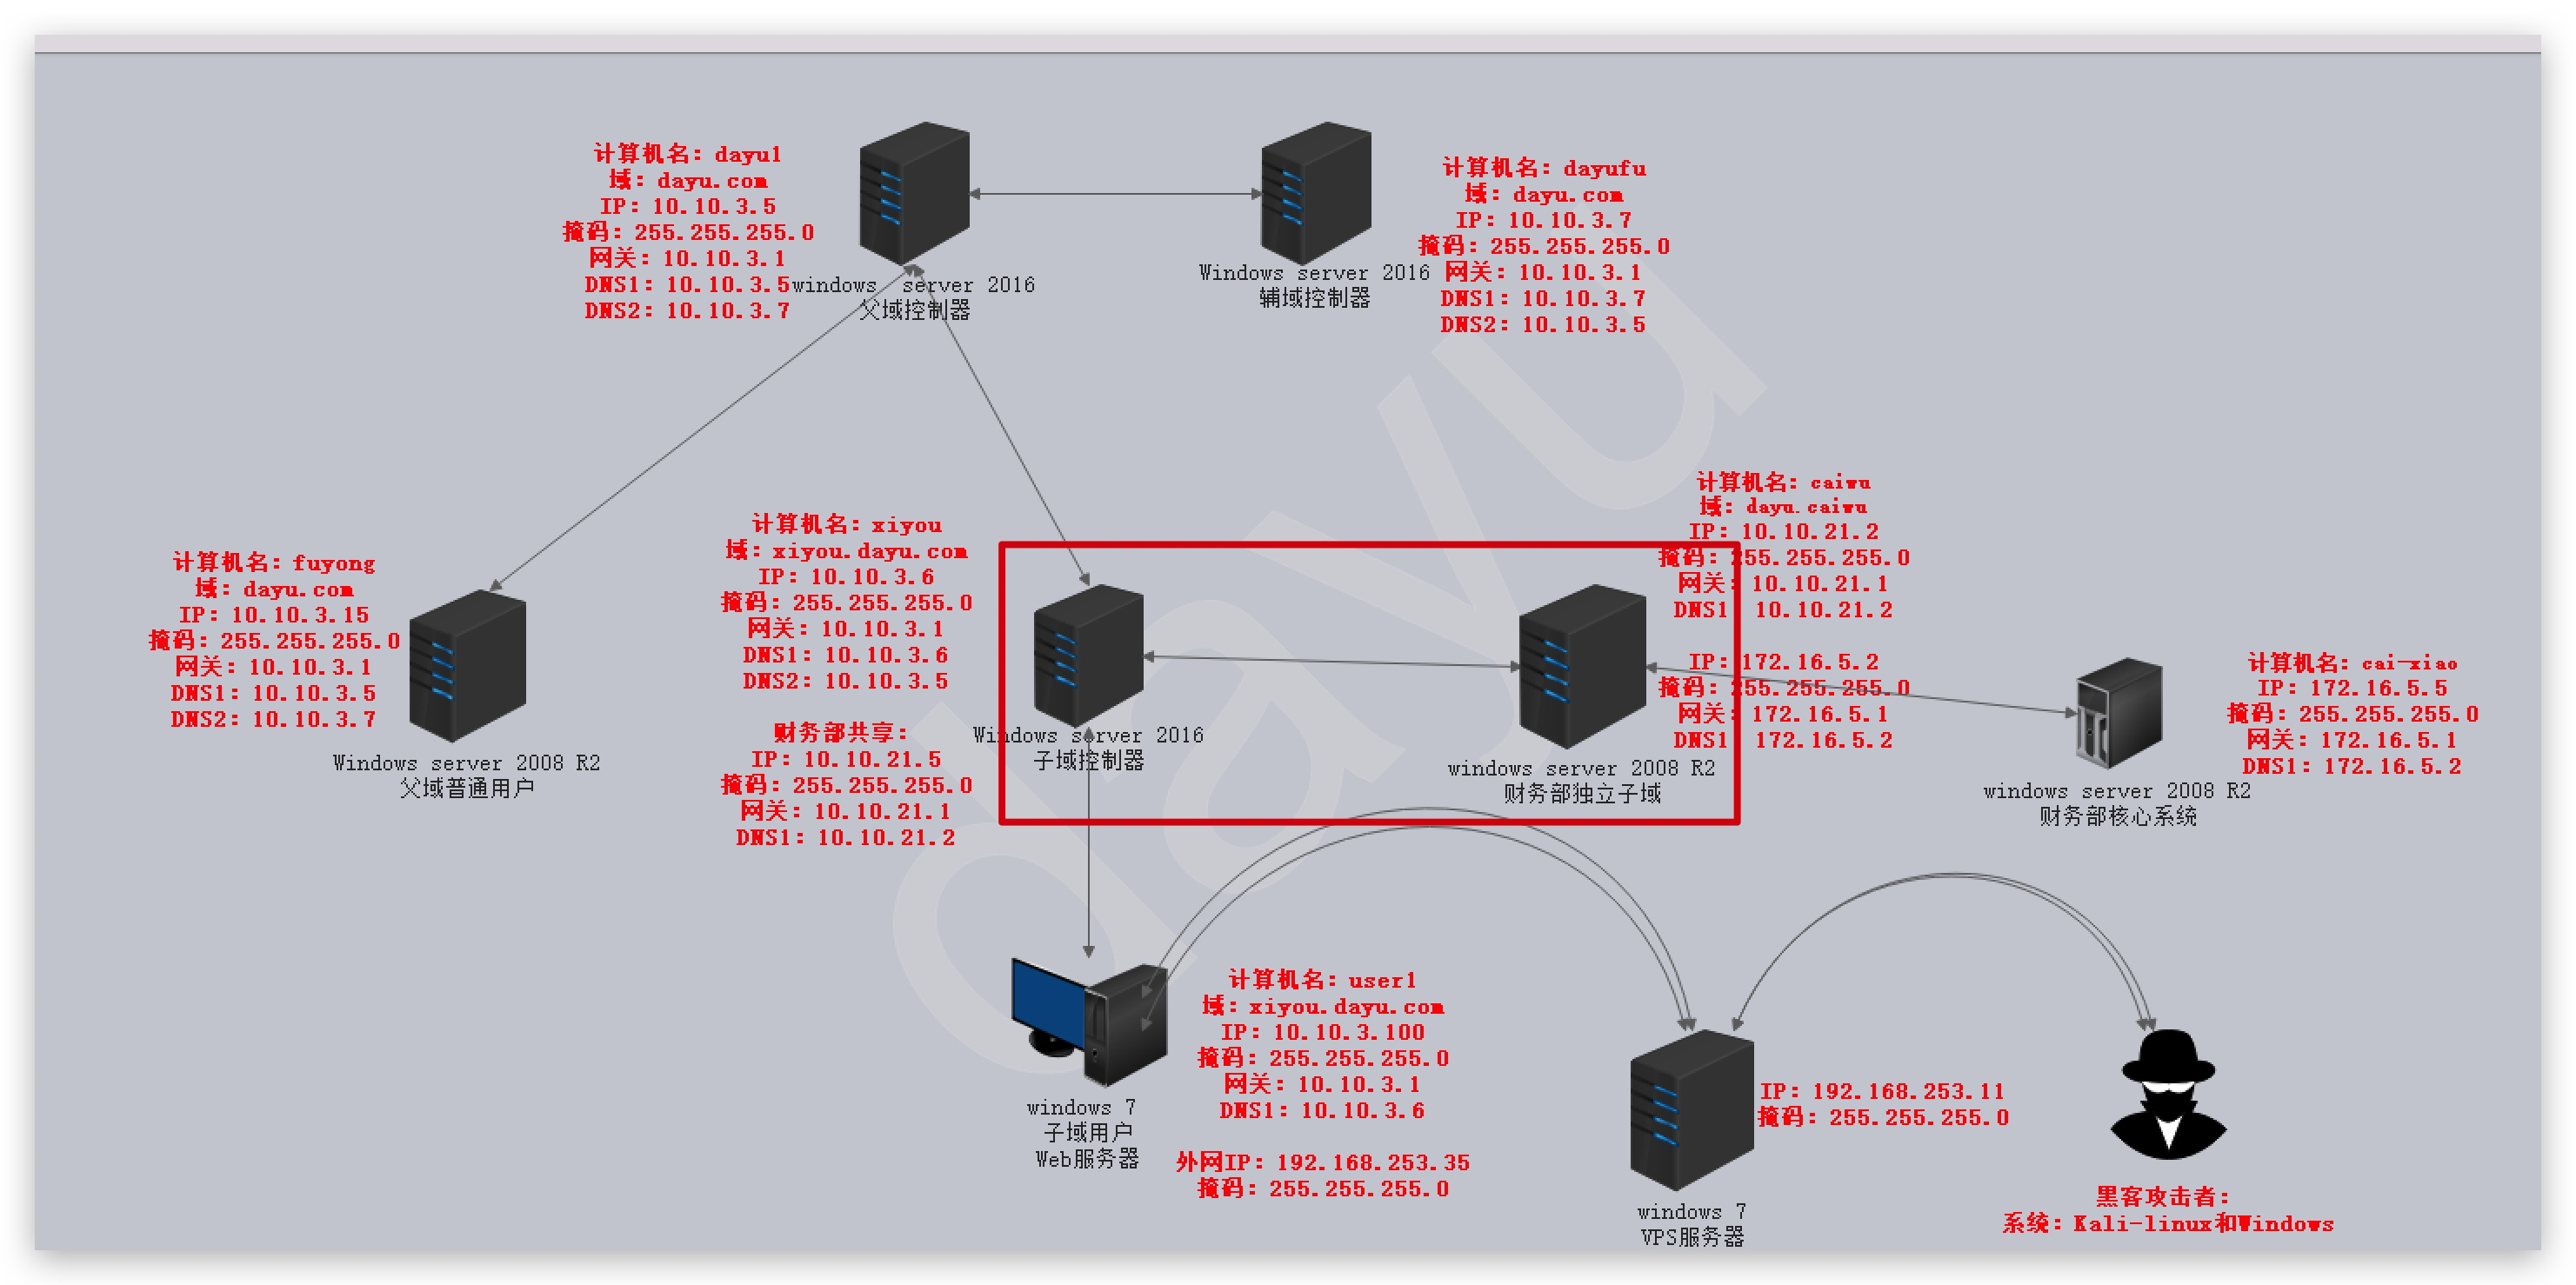 计算机名：dayu1
域：dayu.com
IP：10.10.3.5
掩码：255.255.255.0
网关：10.10.3.1
DNS1：10.10.3.5
DNS2：10.10.3.7
windows  server 2016
父域控制器
计算机名：dayufu
域：dayu.com
IP：10.10.3.7
掩码：255.255.255.0
网关：10.10.3.1
DNS1：10.10.3.7
DNS2：10.10.3.5
Windows server 2016
辅域控制器
计算机名：fuyong
域：dayu.com
IP：10.10.3.15
掩码：255.255.255.0
网关：10.10.3.1
DNS1：10.10.3.5
DNS2：10.10.3.7
Windows server 2008 R2
父域普通用户
计算机名：xiyou
域：xiyou.dayu.com
IP：10.10.3.6
掩码：255.255.255.0
网关：10.10.3.1
DNS1：10.10.3.6
DNS2：10.10.3.5
财务部共享：
IP：10.10.21.5
掩码：255.255.255.0
网关：10.10.21.1
DNS1：10.10.21.2
Windows server 2016
子域控制器
计算机名：caiwu
域：dayu.caiwu
IP：10.10.21.2
掩码：255.255.255.0
网关：10.10.21.1
DNS1：10.10.21.2
IP：172.16.5.2
掩码：255.255.255.0
网关：172.16.5.1
DNS1：172.16.5.2
windows server 2008 R2
财务部独立子域
计算机名：cai-xiao
IP：172.16.5.5
掩码：255.255.255.0
网关：172.16.5.1
DNS1：172.16.5.2
windows server 2008 R2
财务部核心系统
计算机名：user1
域：xiyou.dayu.com
IP：10.10.3.100
掩码：255.255.255.0
网关：10.10.3.1
DNS1：10.10.3.6
外网IP：192.168.253.35
掩码：255.255.255.0
windows 7
子域用户
Web服务器
IP：192.168.253.11
掩码：255.255.255.0
windows 7
VPS服务器
黑客攻击者：
系统：Kali-linux和Windows
dayu